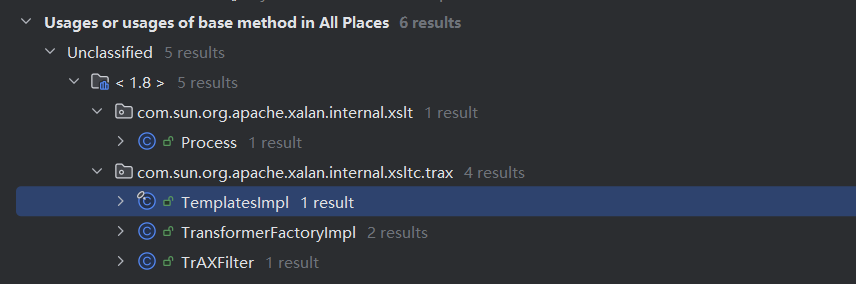 Usages or usages of base method in All Places 6 results
Unclassified 5 results
< 1.8 > 5 results
com.sun.org.apache.xalan.internal.xslt 1 result
Process 1 result
com.sun.org.apache.xalan.internal.xsltc.trax 4 results
TemplatesImpl 1 result
TransformerFactoryImpl 2 results
TrAXFilter 1 result